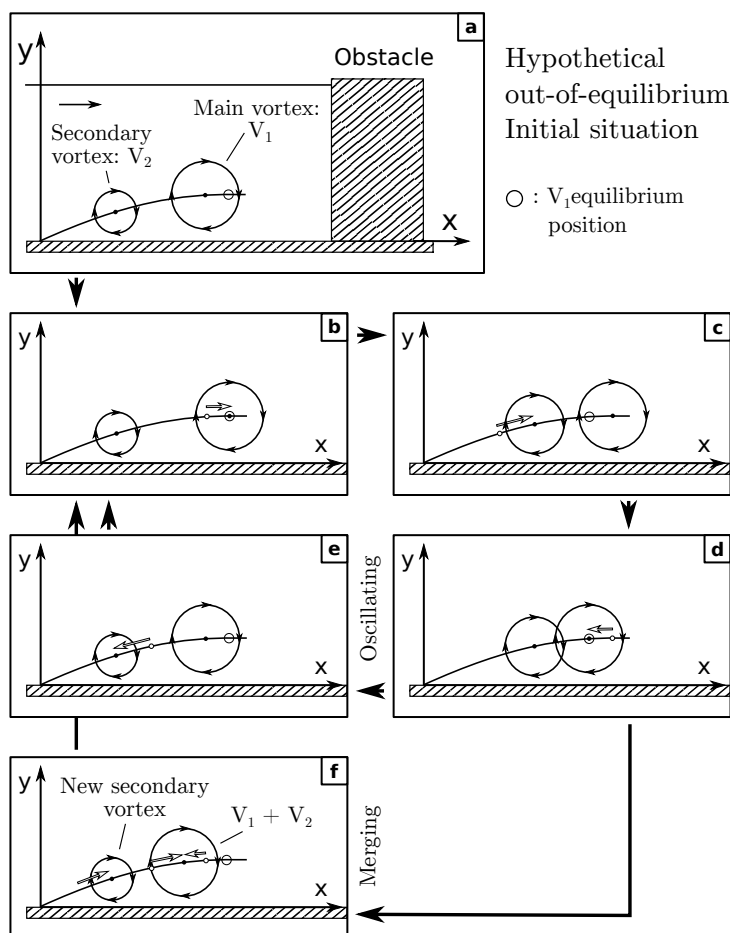 a
y
Obstacle
Main vortex:
V₁
Secondary
vortex: V₂
x
Hypothetical
out-of-equilibrium
Initial situation
: V₁equilibrium
position
b
y
x
c
y
x
e
y
x
Oscillating
d
y
x
f
y
New secondary
vortex
V₁ + V₂
x
Merging